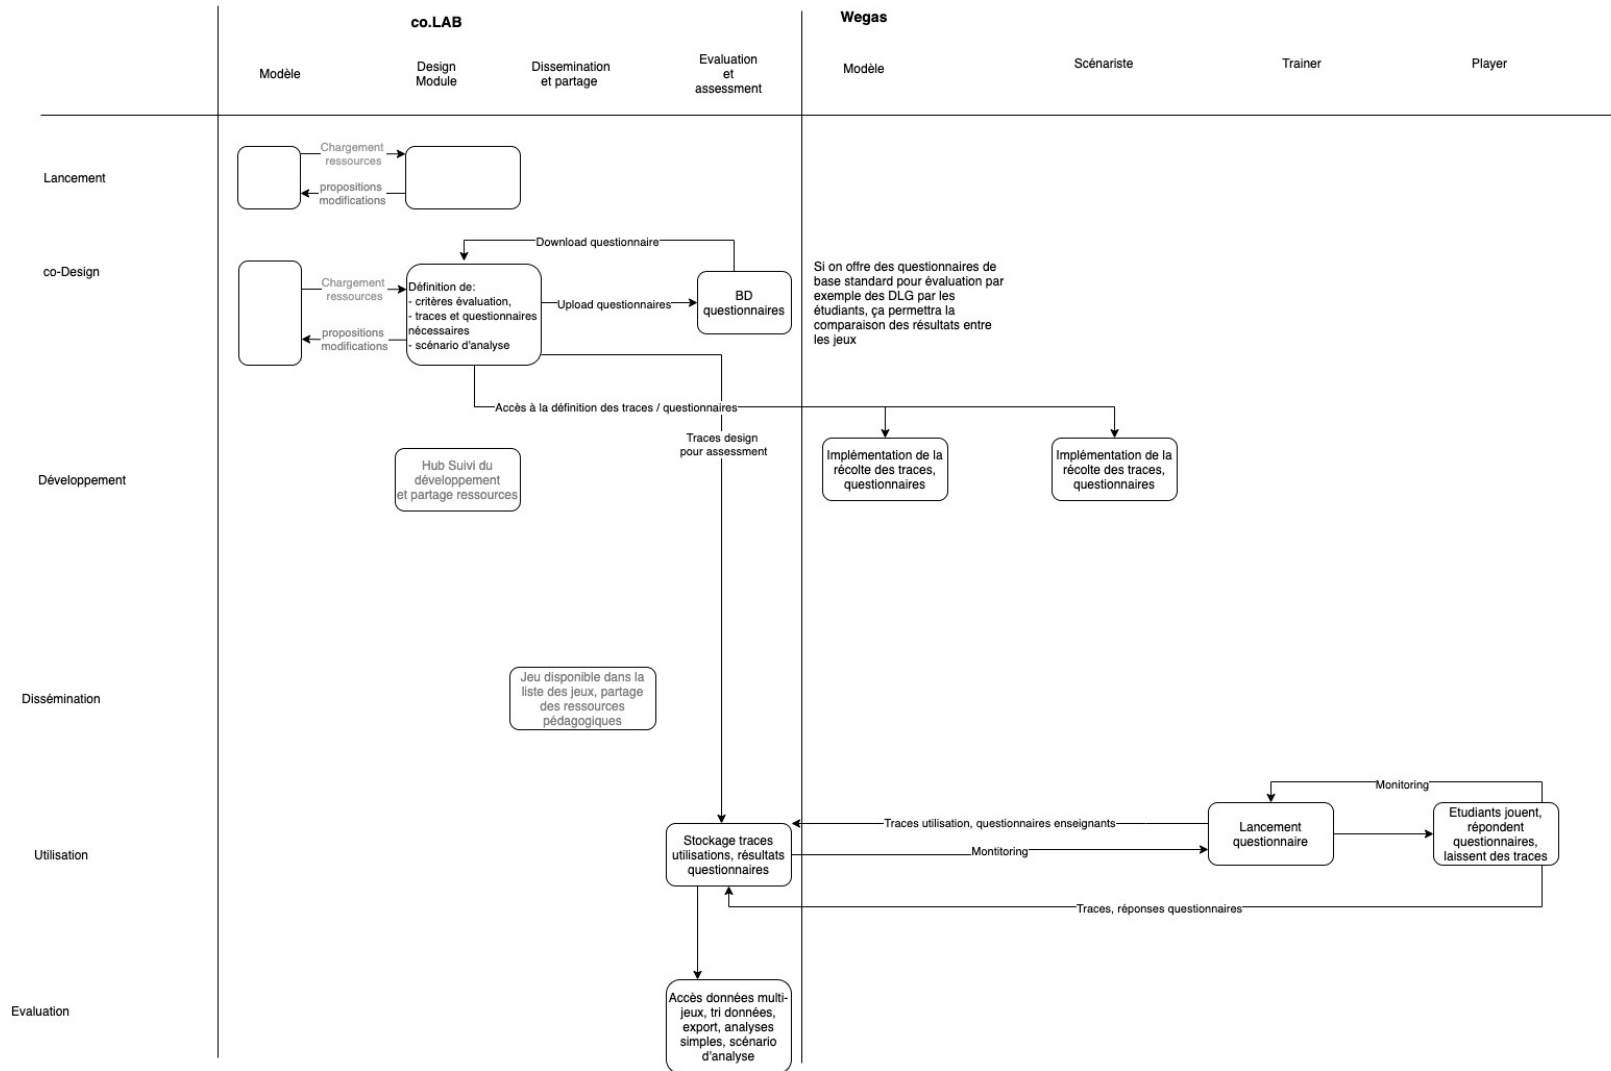 co.LAB
Wegas
Modèle
Design
Module
Dissemination
et partage
Evaluation
et
assessment
Modèle
Scénariste
Trainer
Player
Lancement
Chargement
ressources
propositions
modifications
co-Design
Download questionnaire
Chargement
ressources
propositions
modifications
Définition de:
- critères évaluation,
- traces et questionnaires
nécessaires
- scénario d'analyse
Upload questionnaires
BD
questionnaires
Si on offre des questionnaires de
base standard pour évaluation par
exemple des DLG par les
étudiants, ça permettra la
comparaison des résultats entre
les jeux
Accès à la définition des traces / questionnaires
Traces design
pour assessment
Développement
Hub Suivi du
développement
et partage ressources
Implémentation de la
récolte des traces,
questionnaires
Implémentation de la
récolte des traces,
questionnaires
Dissémination
Jeu disponible dans la
liste des jeux, partage
des ressources
pédagogiques
Utilisation
Monitoring
Stockage traces
utilisations, résultats
questionnaires
Traces utilisation, questionnaires enseignants
Montitoring
Lancement
questionnaire
Etudiants jouent,
répondent
questionnaires,
laissent des traces
Traces, réponses questionnaires
Evaluation
Accès données multi-
jeux, tri données,
export, analyses
simples, scénario
d'analyse